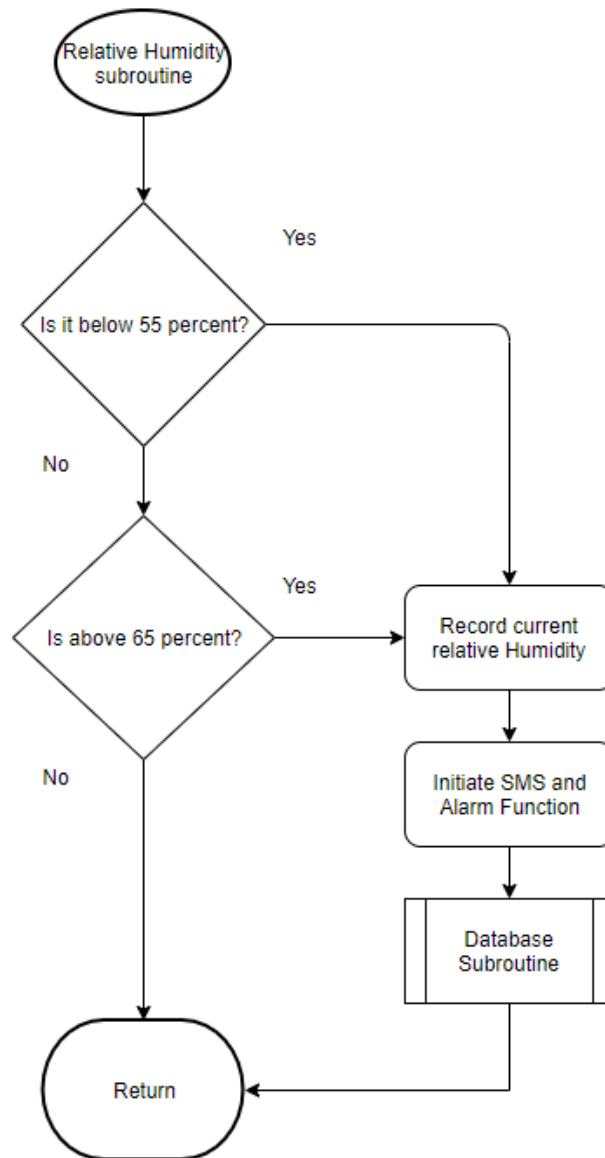 Relative Humidity
subroutine
Yes
Is it below 55 percent?
No
Yes
Is above 65 percent?
Record current
relative Humidity
No
Initiate SMS and
Alarm Function
Database
Subroutine
Return